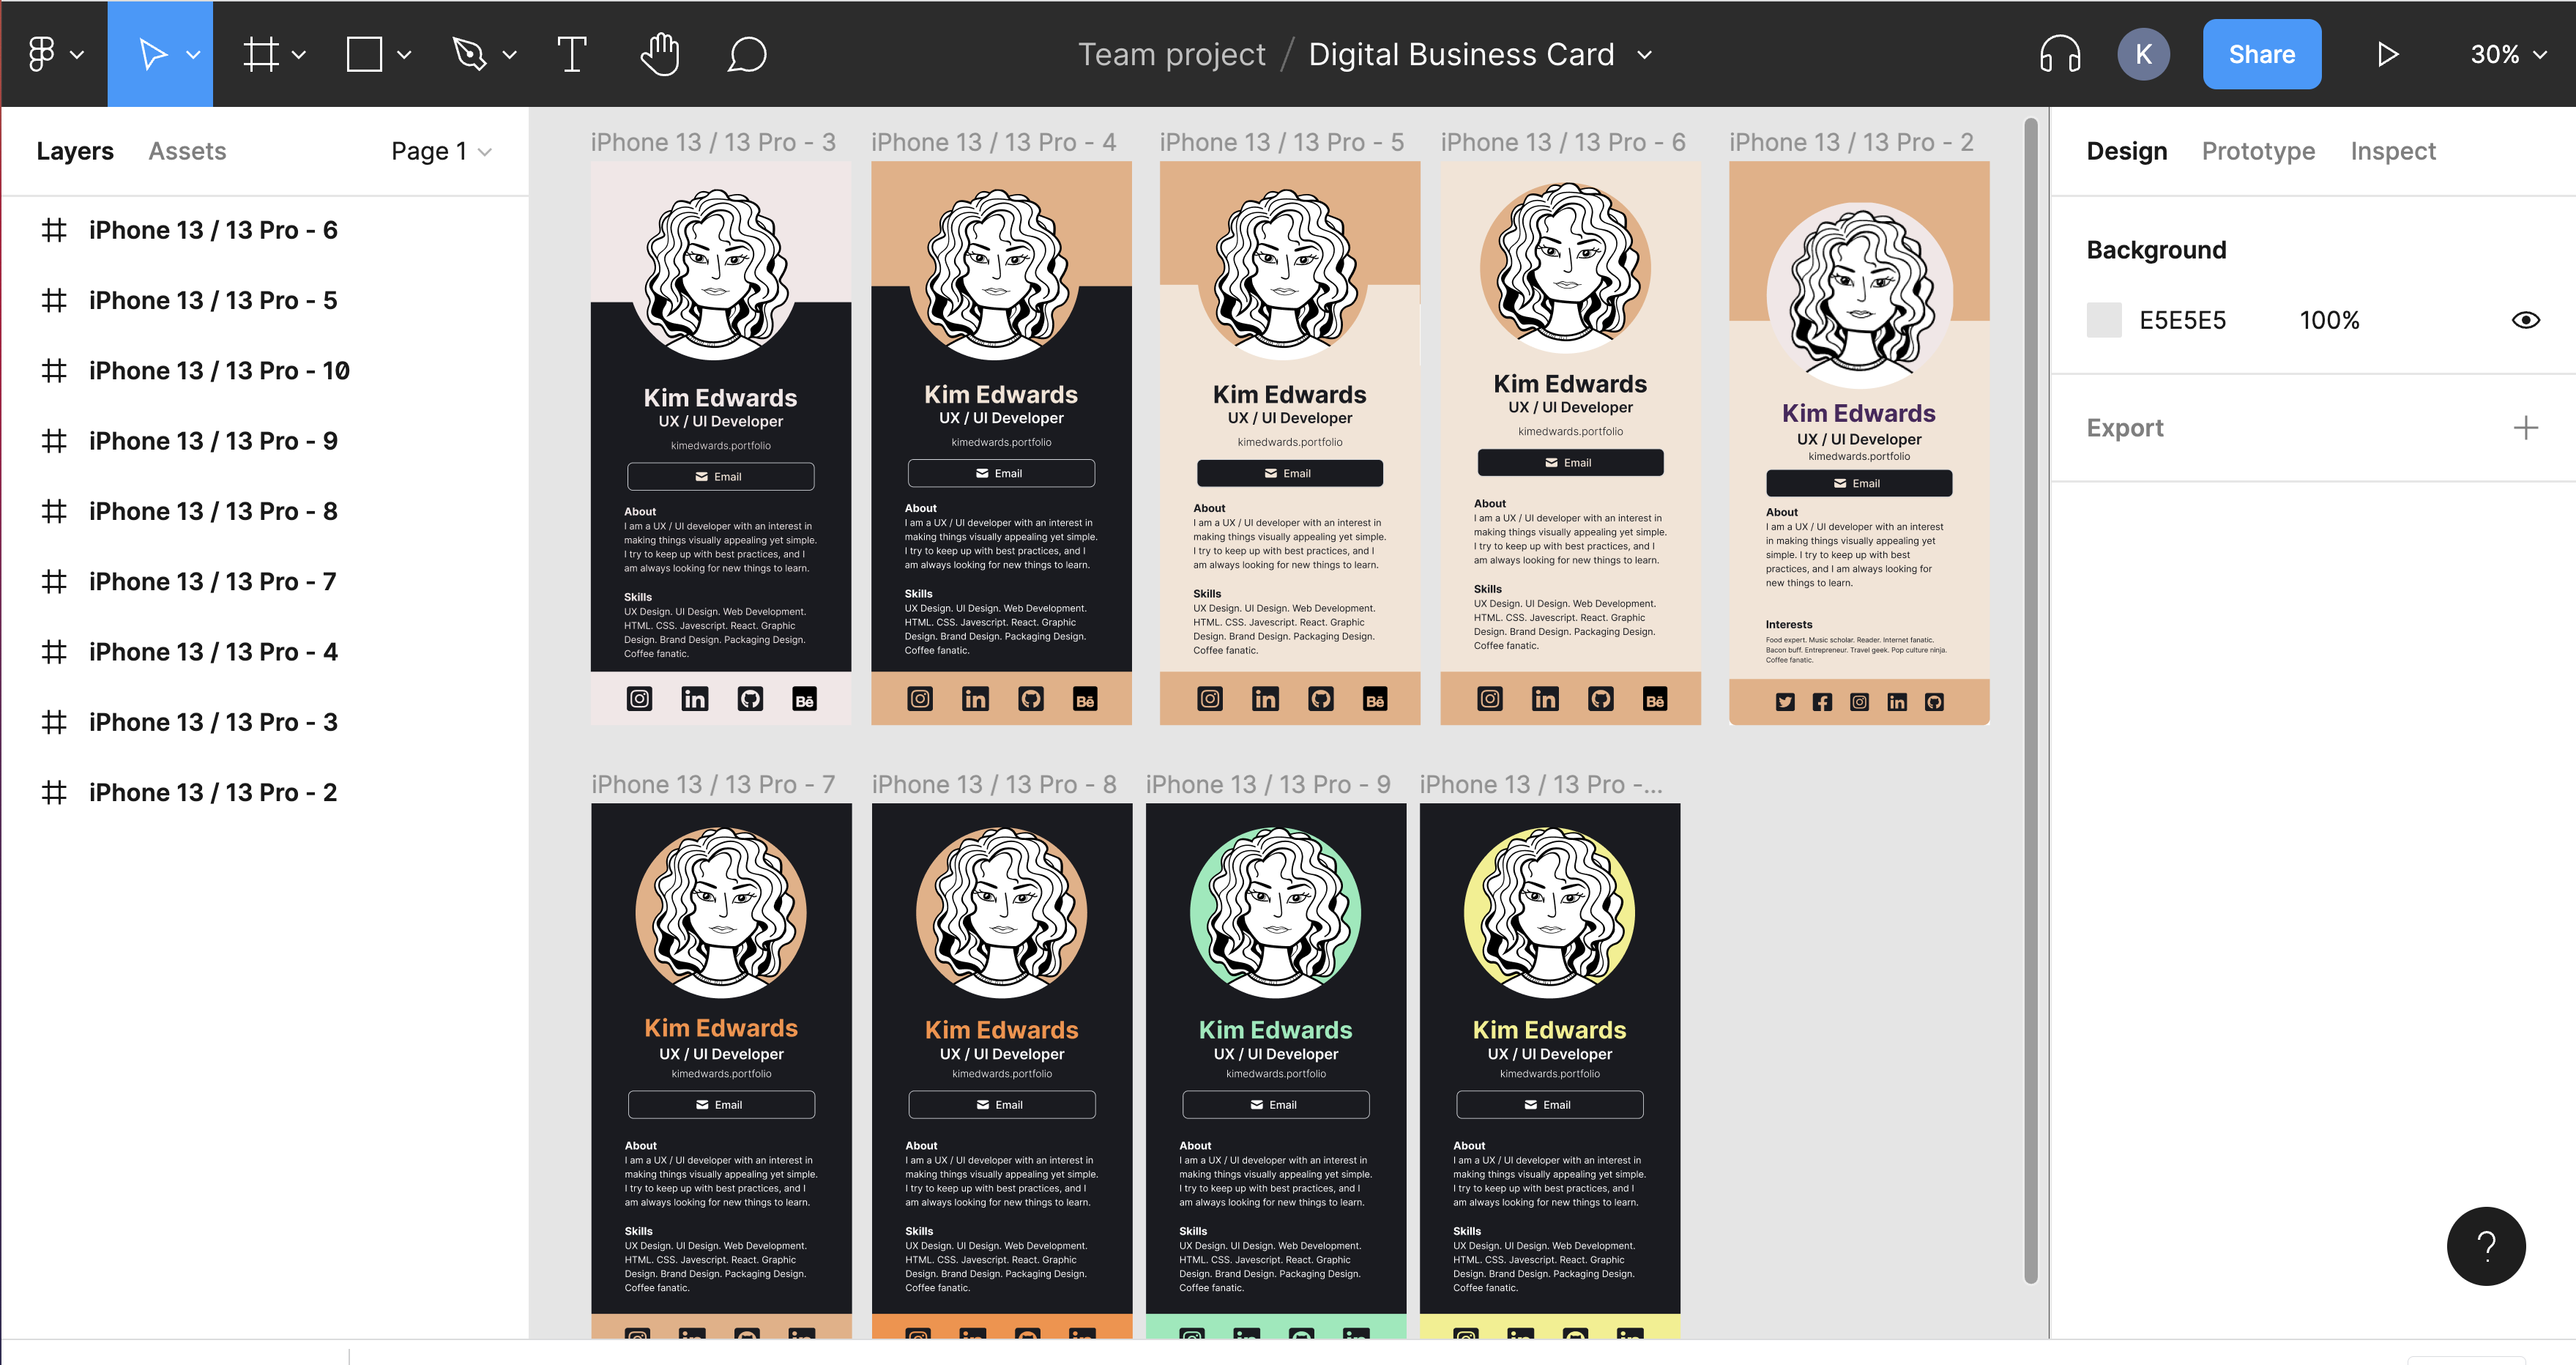 Team project / Digital Business Card
K
Share
30%
Layers
Assets
Page 1
iPhone 13 / 13 Pro - 6
iPhone 13 / 13 Pro - 5
iPhone 13 / 13 Pro - 10
iPhone 13 / 13 Pro - 9
iPhone 13 / 13 Pro - 8
iPhone 13 / 13 Pro - 7
iPhone 13 / 13 Pro - 4
iPhone 13 / 13 Pro - 3
iPhone 13 / 13 Pro - 2
iPhone 13 / 13 Pro - 3
Kim Edwards
UX / UI Developer
kimedwards.portfolio
Email
About
I am a UX / UI developer with an interest in
making things visually appealing yet simple.
I try to keep up with best practices, and I
am always looking for new things to learn.
Skills
UX Design. UI Design. Web Development.
HTML. CSS. Javescript. React. Graphic
Design. Brand Design. Packaging Design.
Coffee fanatic.
in
Bē
iPhone 13 / 13 Pro - 4
Kim Edwards
UX / UI Developer
kimedwards.portfolio
Email
About
I am a UX / UI developer with an interest in
making things visually appealing yet simple.
I try to keep up with best practices, and I
am always looking for new things to learn.
Skills
UX Design. UI Design. Web Development.
HTML. CSS. Javescript. React. Graphic
Design. Brand Design. Packaging Design.
Coffee fanatic.
in
Bē
iPhone 13 / 13 Pro - 5
Kim Edwards
UX / UI Developer
kimedwards.portfolio
Email
About
I am a UX / UI developer with an interest in
making things visually appealing yet simple.
I try to keep up with best practices, and I
am always looking for new things to learn.
Skills
UX Design. UI Design. Web Development.
HTML. CSS. Javescript. React. Graphic
Design. Brand Design. Packaging Design.
Coffee fanatic.
in
Bē
iPhone 13 / 13 Pro - 6
Kim Edwards
UX / UI Developer
kimedwards.portfolio
Email
About
I am a UX / UI developer with an interest in
making things visually appealing yet simple.
I try to keep up with best practices, and I
am always looking for new things to learn.
Skills
UX Design. UI Design. Web Development.
HTML. CSS. Javescript. React. Graphic
Design. Brand Design. Packaging Design.
Coffee fanatic.
in
Bē
iPhone 13 / 13 Pro - 2
Kim Edwards
UX / UI Developer
kimedwards.portfolio
Email
About
I am a UX / UI developer with an interest
in making things visually appealing yet
simple. I try to keep up with best
practices, and I am always looking for
new things to learn.
Interests
Food expert. Music scholar. Reader. Internet fanatic.
Bacon buff. Entrepreneur. Travel geek. Pop culture ninja.
Coffee fanatic.
in
iPhone 13 / 13 Pro - 7
Kim Edwards
UX / UI Developer
kimedwards.portfolio
Email
About
I am a UX / UI developer with an interest in
making things visually appealing yet simple.
I try to keep up with best practices, and I
am always looking for new things to learn.
Skills
UX Design. UI Design. Web Development.
HTML. CSS. Javescript. React. Graphic
Design. Brand Design. Packaging Design.
Coffee fanatic.
iPhone 13 / 13 Pro - 8
Kim Edwards
UX / UI Developer
kimedwards.portfolio
Email
About
I am a UX / UI developer with an interest in
making things visually appealing yet simple.
I try to keep up with best practices, and I
am always looking for new things to learn.
Skills
UX Design. UI Design. Web Development.
HTML. CSS. Javescript. React. Graphic
Design. Brand Design. Packaging Design.
Coffee fanatic.
iPhone 13 / 13 Pro - 9
Kim Edwards
UX / UI Developer
kimedwards.portfolio
Email
About
I am a UX / UI developer with an interest in
making things visually appealing yet simple.
I try to keep up with best practices, and I
am always looking for new things to learn.
Skills
UX Design. UI Design. Web Development.
HTML. CSS. Javescript. React. Graphic
Design. Brand Design. Packaging Design.
Coffee fanatic.
iPhone 13 / 13 Pro -...
Kim Edwards
UX / UI Developer
kimedwards.portfolio
Email
About
I am a UX / UI developer with an interest in
making things visually appealing yet simple.
I try to keep up with best practices, and I
am always looking for new things to learn.
Skills
UX Design. UI Design. Web Development.
HTML. CSS. Javescript. React. Graphic
Design. Brand Design. Packaging Design.
Coffee fanatic.
Design
Prototype
Inspect
Background
E5E5E5
100%
Export
?